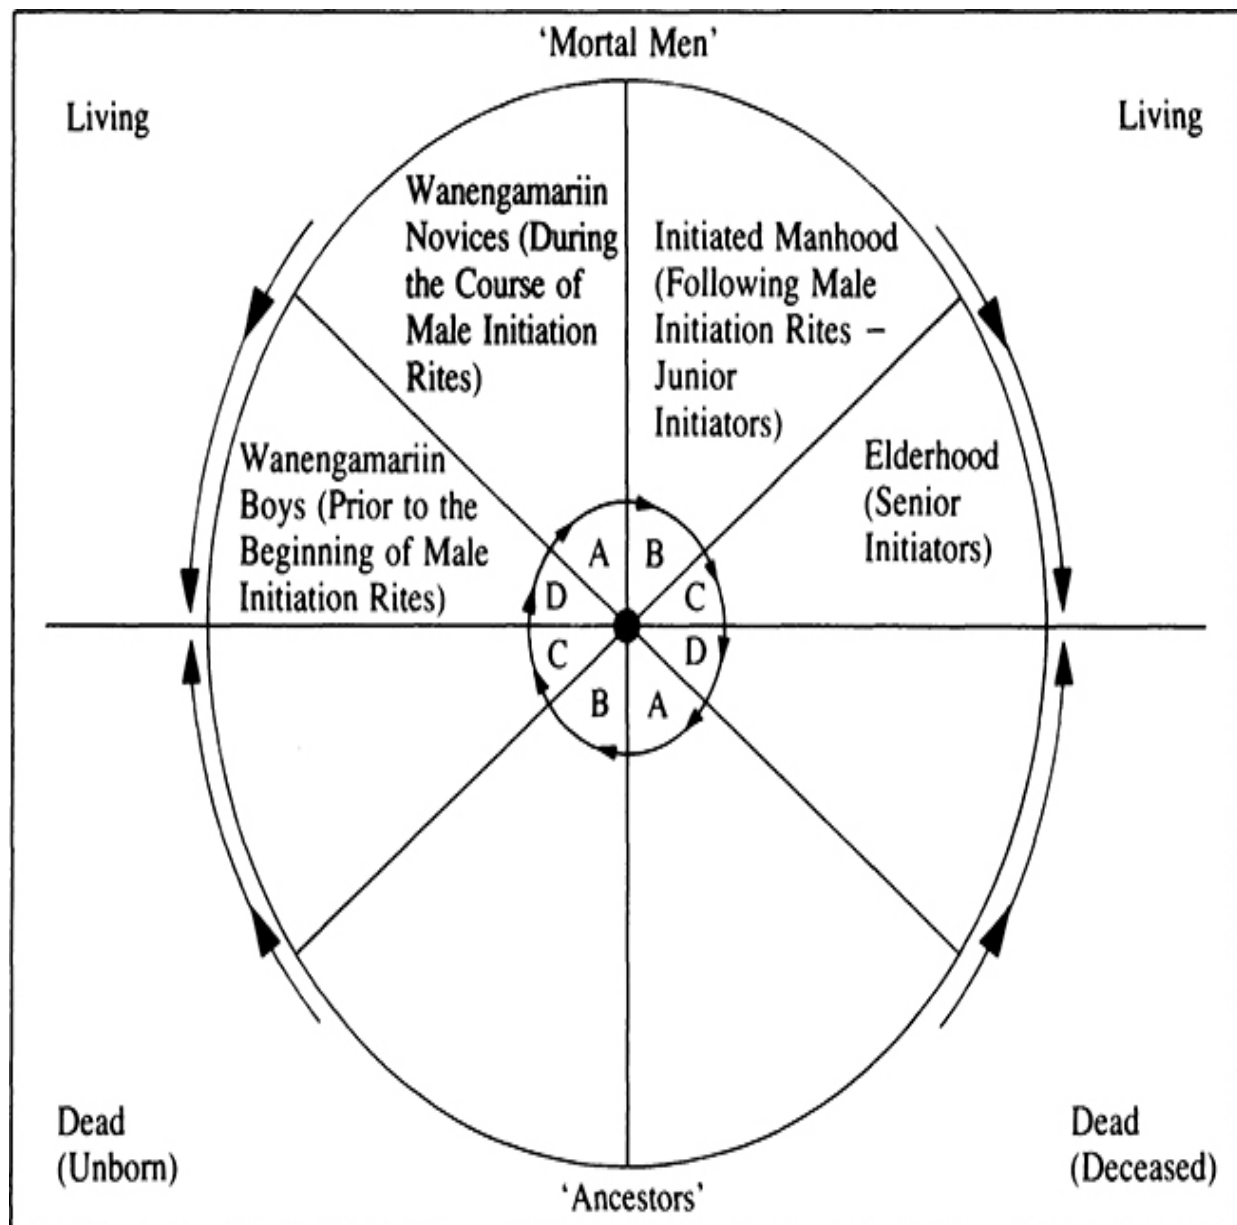 'Mortal Men'
Living
Living
Wanengamariin
Novices (During
the Course of
Male Initiation
Rites)
Initiated Manhood
(Following Male
Initiation Rites –
Junior
Initiators)
Wanengamariin
Boys (Prior to the
Beginning of Male
Initiation Rites)
Elderhood
(Senior
Initiators)
A
B
D
C
C
D
B
A
Dead
(Unborn)
Dead
(Deceased)
'Ancestors'